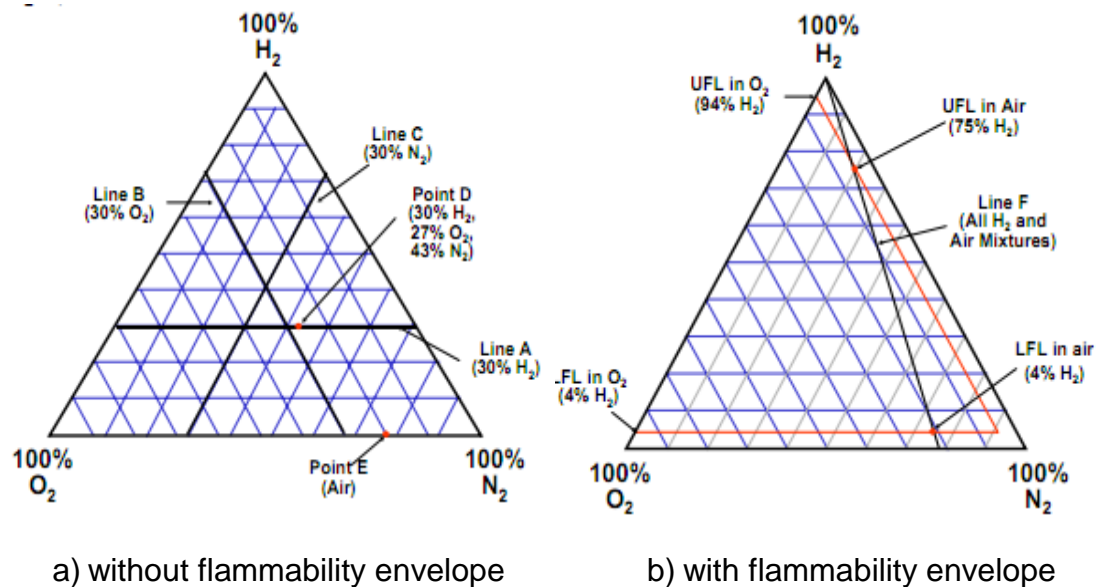 100%
H₂
Line C
(30% N₂)
Line B
(30% O₂)
Point D
(30% H₂,
27% O₂,
43% N₂)
Line A
(30% H₂)
100%
O₂
Point E
(Air)
100%
N₂
a) without flammability envelope
100%
H₂
UFL in O₂
(94% H₂)
UFL in Air
(75% H₂)
Line F
(All H₂ and
Air Mixtures)
LFL in air
(4% H₂)
.FL in O₂
(4% H₂)
100%
O₂
100%
N₂
b) with flammability envelope